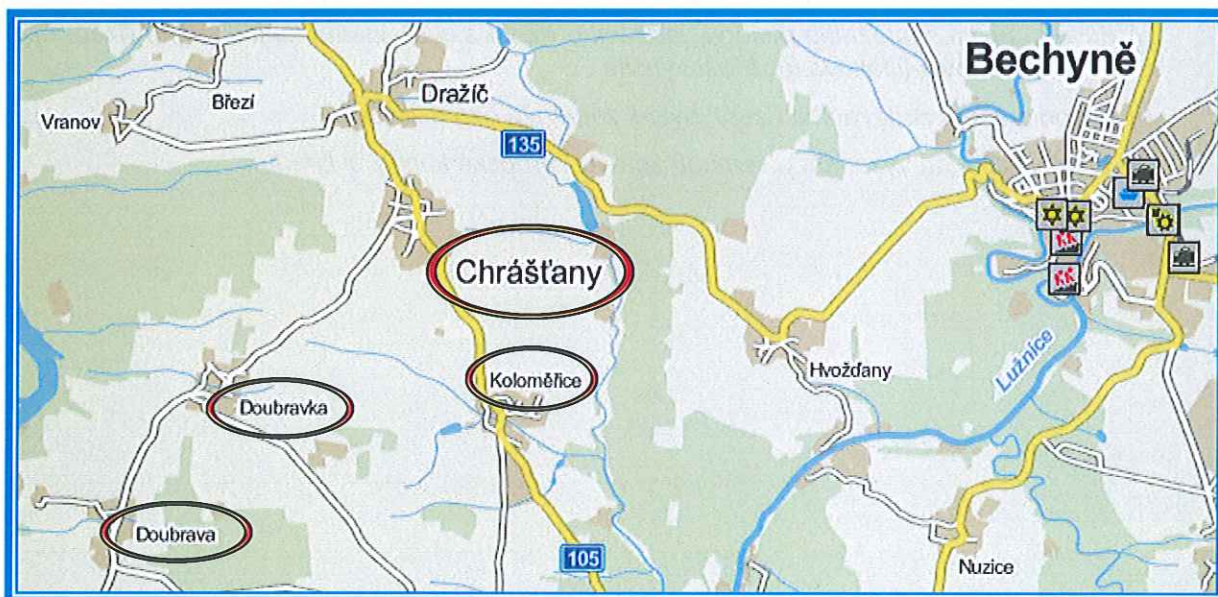 Bechyně
Březí
Dražíč
Vranov
135
Chrášťany
Koloměřice
Hvožďany
Lužnice
Doubravka
Doubrava
105
Nuzice